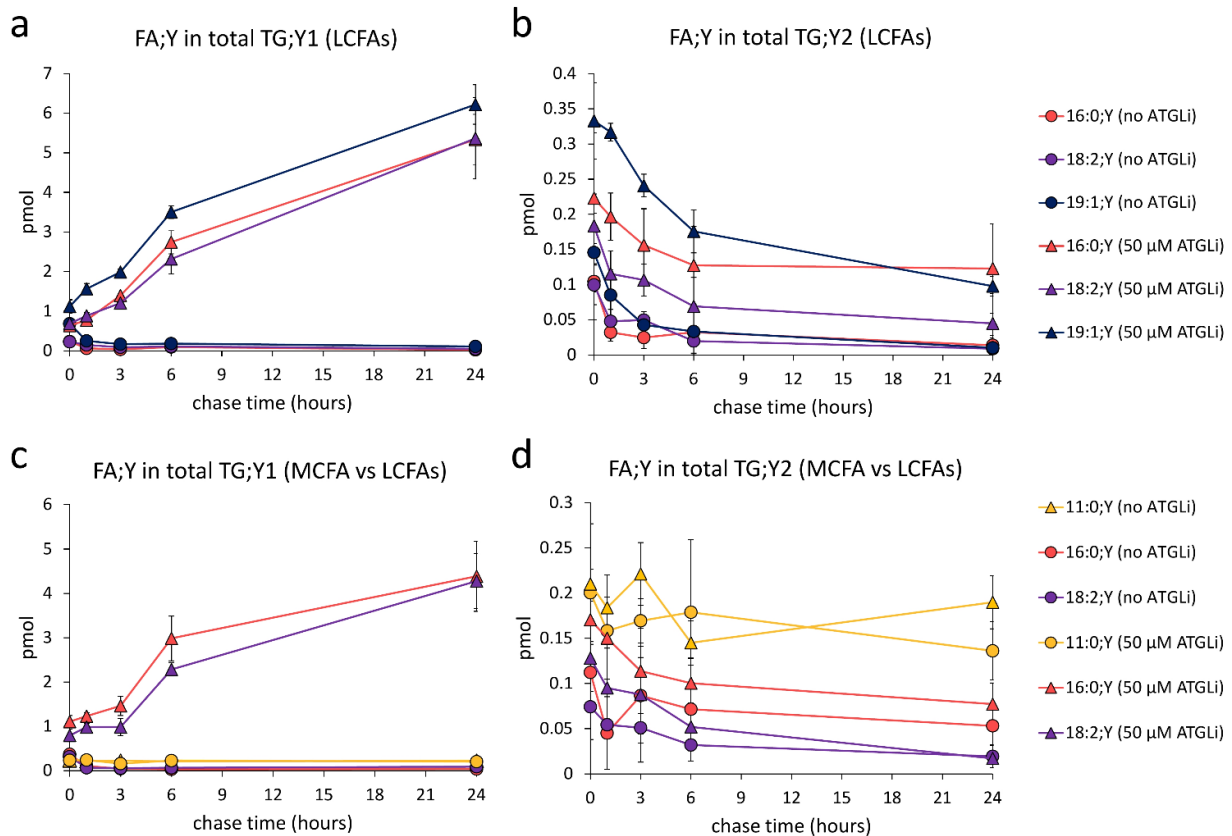 a
FA;Y in total TG;Y1 (LCFAs)
7
6
5
4
3
2
1
0
pmol
0
3
6
9
12
15
18
21
24
chase time (hours)
b
FA;Y in total TG;Y2 (LCFAs)
0.4
0.35
0.3
0.25
0.2
0.15
0.1
0.05
0
pmol
0
3
6
9
12
15
18
21
24
chase time (hours)
16:0;Y (no ATGLi)
18:2;Y (no ATGLi)
19:1;Y (no ATGLi)
16:0;Y (50 µM ATGLi)
18:2;Y (50 µM ATGLi)
19:1;Y (50 µM ATGLi)
c
FA;Y in total TG;Y1 (MCFA vs LCFAs)
6
5
4
3
2
1
0
pmol
0
3
6
9
12
15
18
21
24
chase time (hours)
d
FA;Y in total TG;Y2 (MCFA vs LCFAs)
0.3
0.25
0.2
0.15
0.1
0.05
0
pmol
0
3
6
9
12
15
18
21
24
chase time (hours)
11:0;Y (no ATGLi)
16:0;Y (no ATGLi)
18:2;Y (no ATGLi)
11:0;Y (50 µM ATGLi)
16:0;Y (50 µM ATGLi)
18:2;Y (50 µM ATGLi)